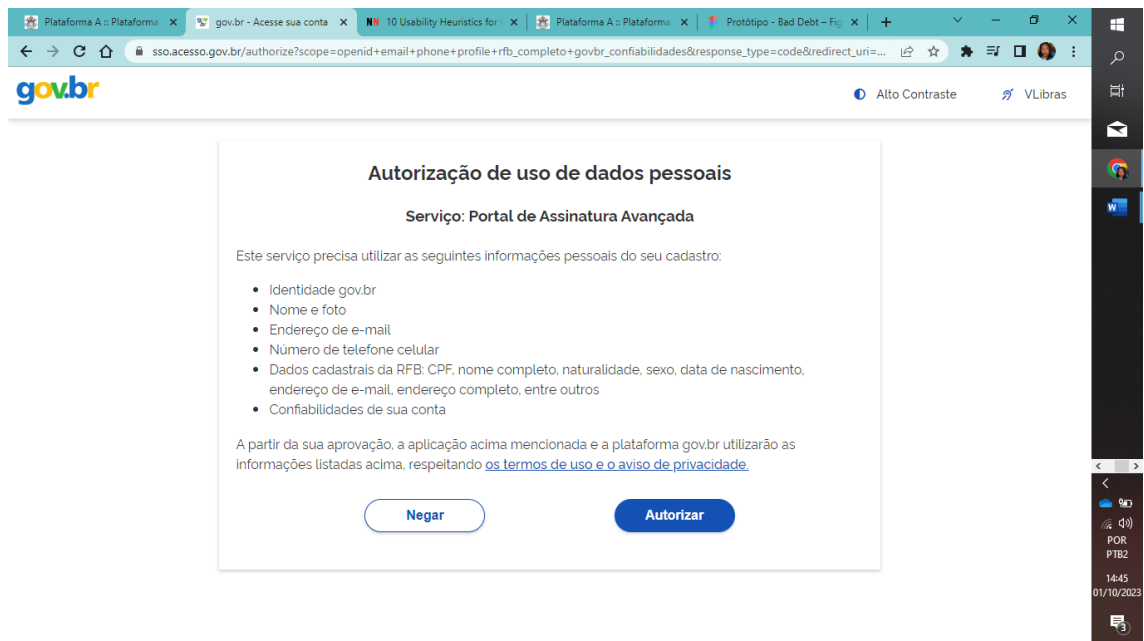 Plataforma A :: Plataforma
gov.br - Acesse sua conta
NN 10 Usability Heuristics for
Plataforma A :: Plataforma
Protótipo - Bad Debt – Fig
sso.acesso.gov.br/authorize?scope=openid+email+phone+profile+rfb_completo+govbr_confiabilidades&response_type=code&redirect_uri=...
gov.br
Alto Contraste
VLibras
Autorização de uso de dados pessoais
Serviço: Portal de Assinatura Avançada
Este serviço precisa utilizar as seguintes informações pessoais do seu cadastro:
• Identidade gov.br
• Nome e foto
• Endereço de e-mail
• Número de telefone celular
• Dados cadastrais da RFB: CPF, nome completo, naturalidade, sexo, data de nascimento,
endereço de e-mail, endereço completo, entre outros
• Confiabilidades de sua conta
A partir da sua aprovação, a aplicação acima mencionada e a plataforma gov.br utilizarão as
informações listadas acima, respeitando os termos de uso e o aviso de privacidade.
Negar
Autorizar
W
POR
PTB2
14:45
01/10/2023
3